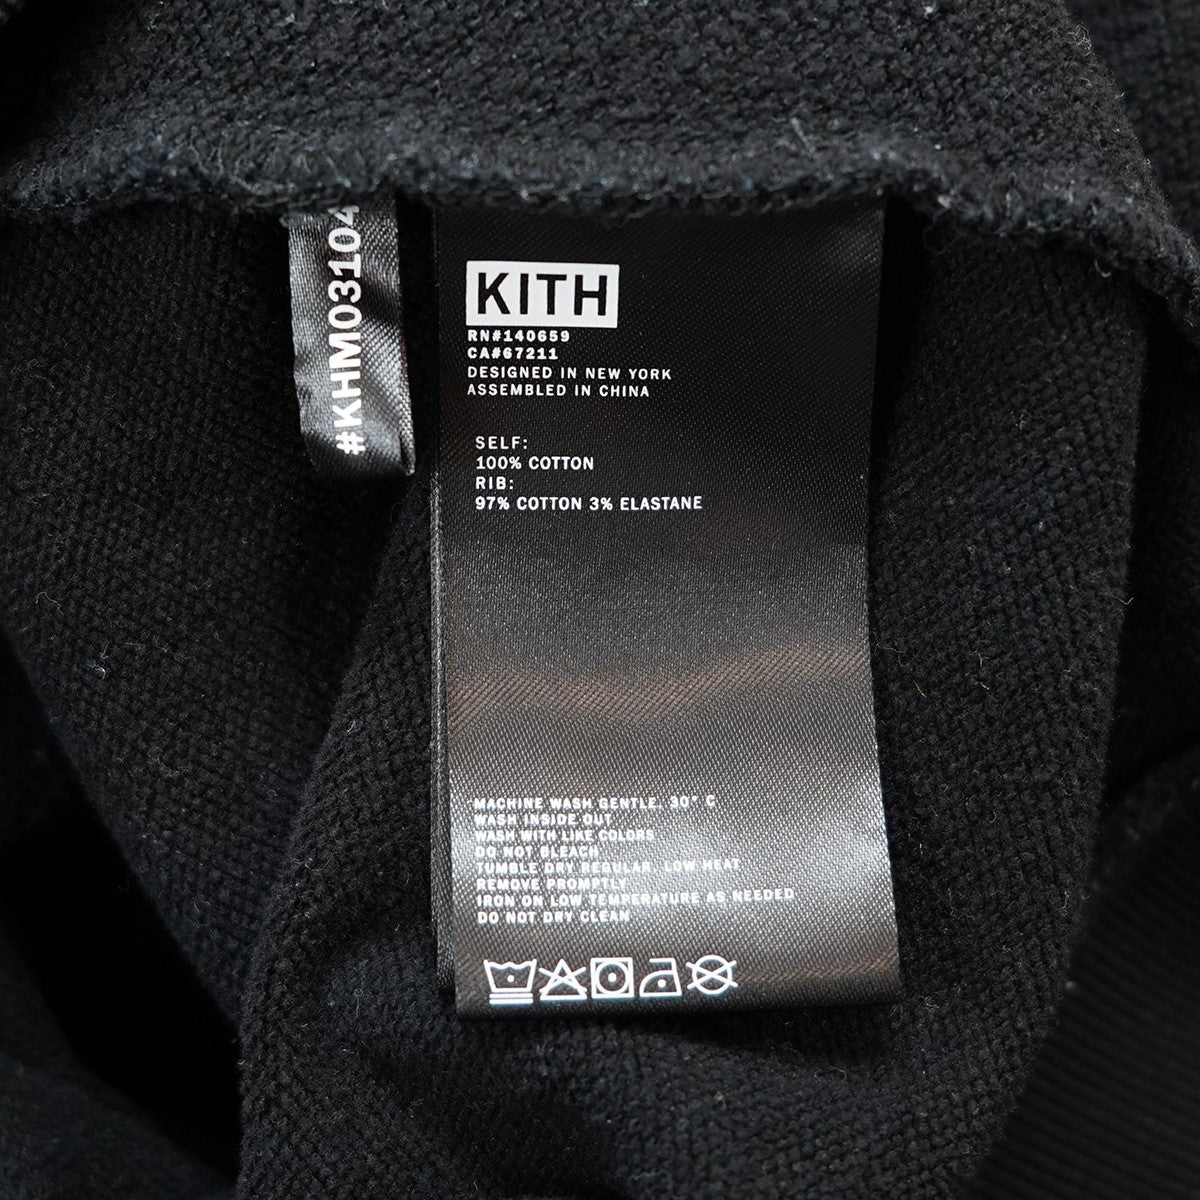 #KHM03104
KITH
RN#140659
CA#67211
DESIGNED IN NEW YORK
ASSEMBLED IN CHINA
SELF:
100% COTTON
RIB:
97% COTTON 3% ELASTANE
MACHINE WASH GENTLE, 30° C
WASH INSIDE OUT
WASH WITH LIKE COLORS
DO NOT BLEACH
TUMBLE DRY REGULAR, LOW HEAT
REMOVE PROMPTLY
IRON ON LOW TEMPERATURE AS NEEDED
DO NOT DRY CLEAN